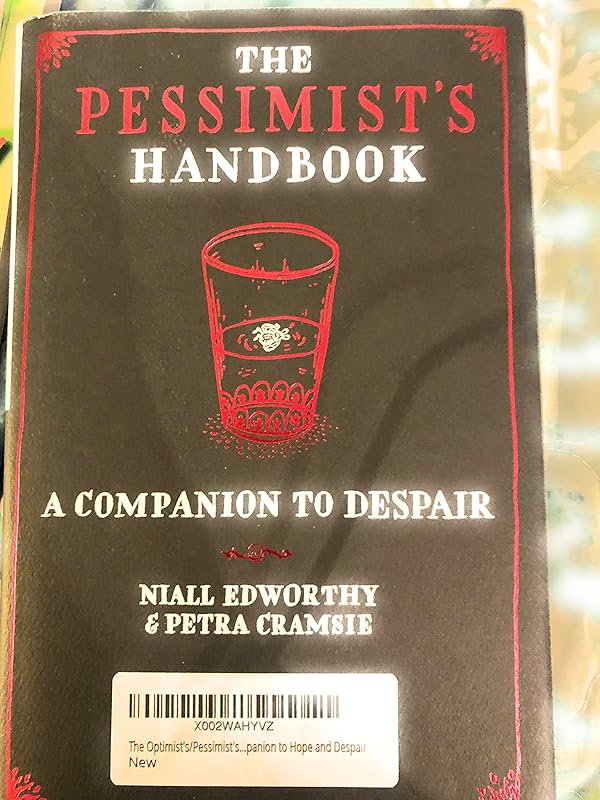 THE
PESSIMIST'S
HANDBOOK
A COMPANION TO DESPAIR
NIALL EDWORTHY
& PETRA CRAMSIE
X002WAHYVZ
The Optimist's/Pessimist's...panion to Hope and Despair
New